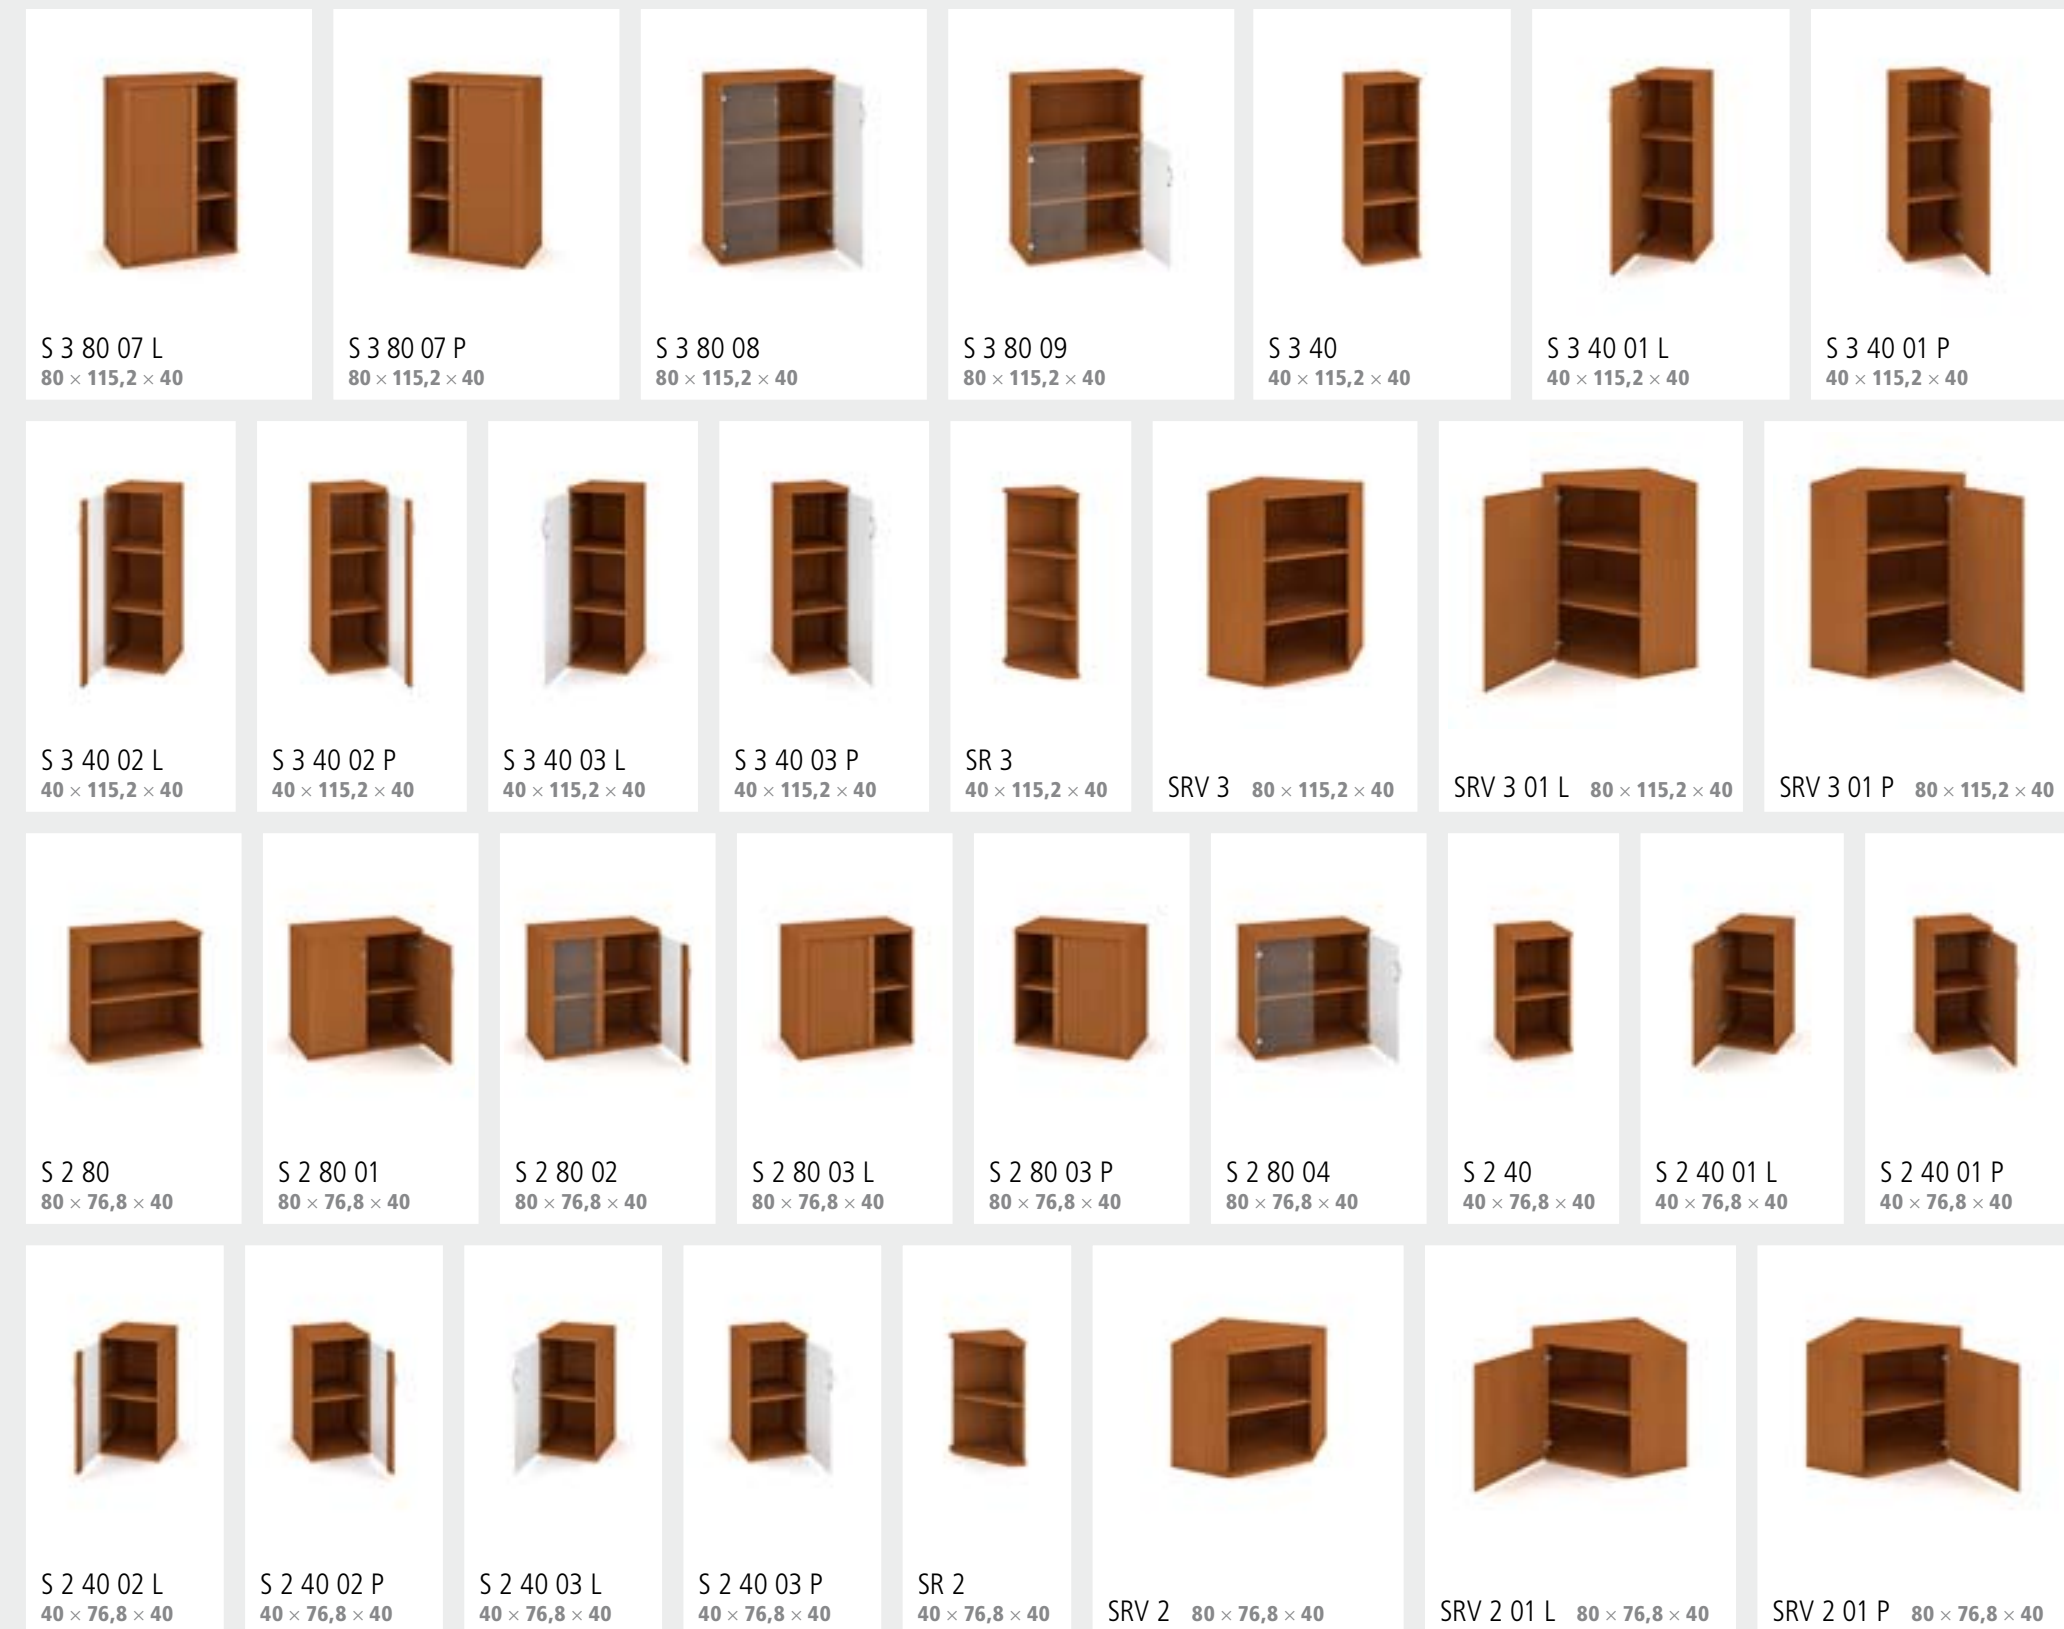 S 3 80 07 L
80 × 115,2 × 40
S 3 80 07 P
80 × 115,2 × 40
S 3 80 08
80 × 115,2 × 40
S 3 80 09
80 × 115,2 × 40
S 3 40
40 × 115,2 × 40
S 3 40 01 L
40 × 115,2 × 40
S 3 40 01 P
40 × 115,2 × 40
S 3 40 02 L
40 × 115,2 × 40
S 3 40 02 P
40 × 115,2 × 40
S 3 40 03 L
40 × 115,2 × 40
S 3 40 03 P
40 × 115,2 × 40
SR 3
40 × 115,2 × 40
SRV 3 80 × 115,2 × 40
SRV 3 01 L 80 × 115,2 × 40
SRV 3 01 P 80 × 115,2 × 40
S 2 80
80 × 76,8 × 40
S 2 80 01
80 × 76,8 × 40
S 2 80 02
80 × 76,8 × 40
S 2 80 03 L
80 × 76,8 × 40
S 2 80 03 P
80 × 76,8 × 40
S 2 80 04
80 × 76,8 × 40
S 2 40
40 × 76,8 × 40
S 2 40 01 L
40 × 76,8 × 40
S 2 40 01 P
40 × 76,8 × 40
S 2 40 02 L
40 × 76,8 × 40
S 2 40 02 P
40 × 76,8 × 40
S 2 40 03 L
40 × 76,8 × 40
S 2 40 03 P
40 × 76,8 × 40
SR 2
40 × 76,8 × 40
SRV 2 80 × 76,8 × 40
SRV 2 01 L 80 × 76,8 × 40
SRV 2 01 P 80 × 76,8 × 40